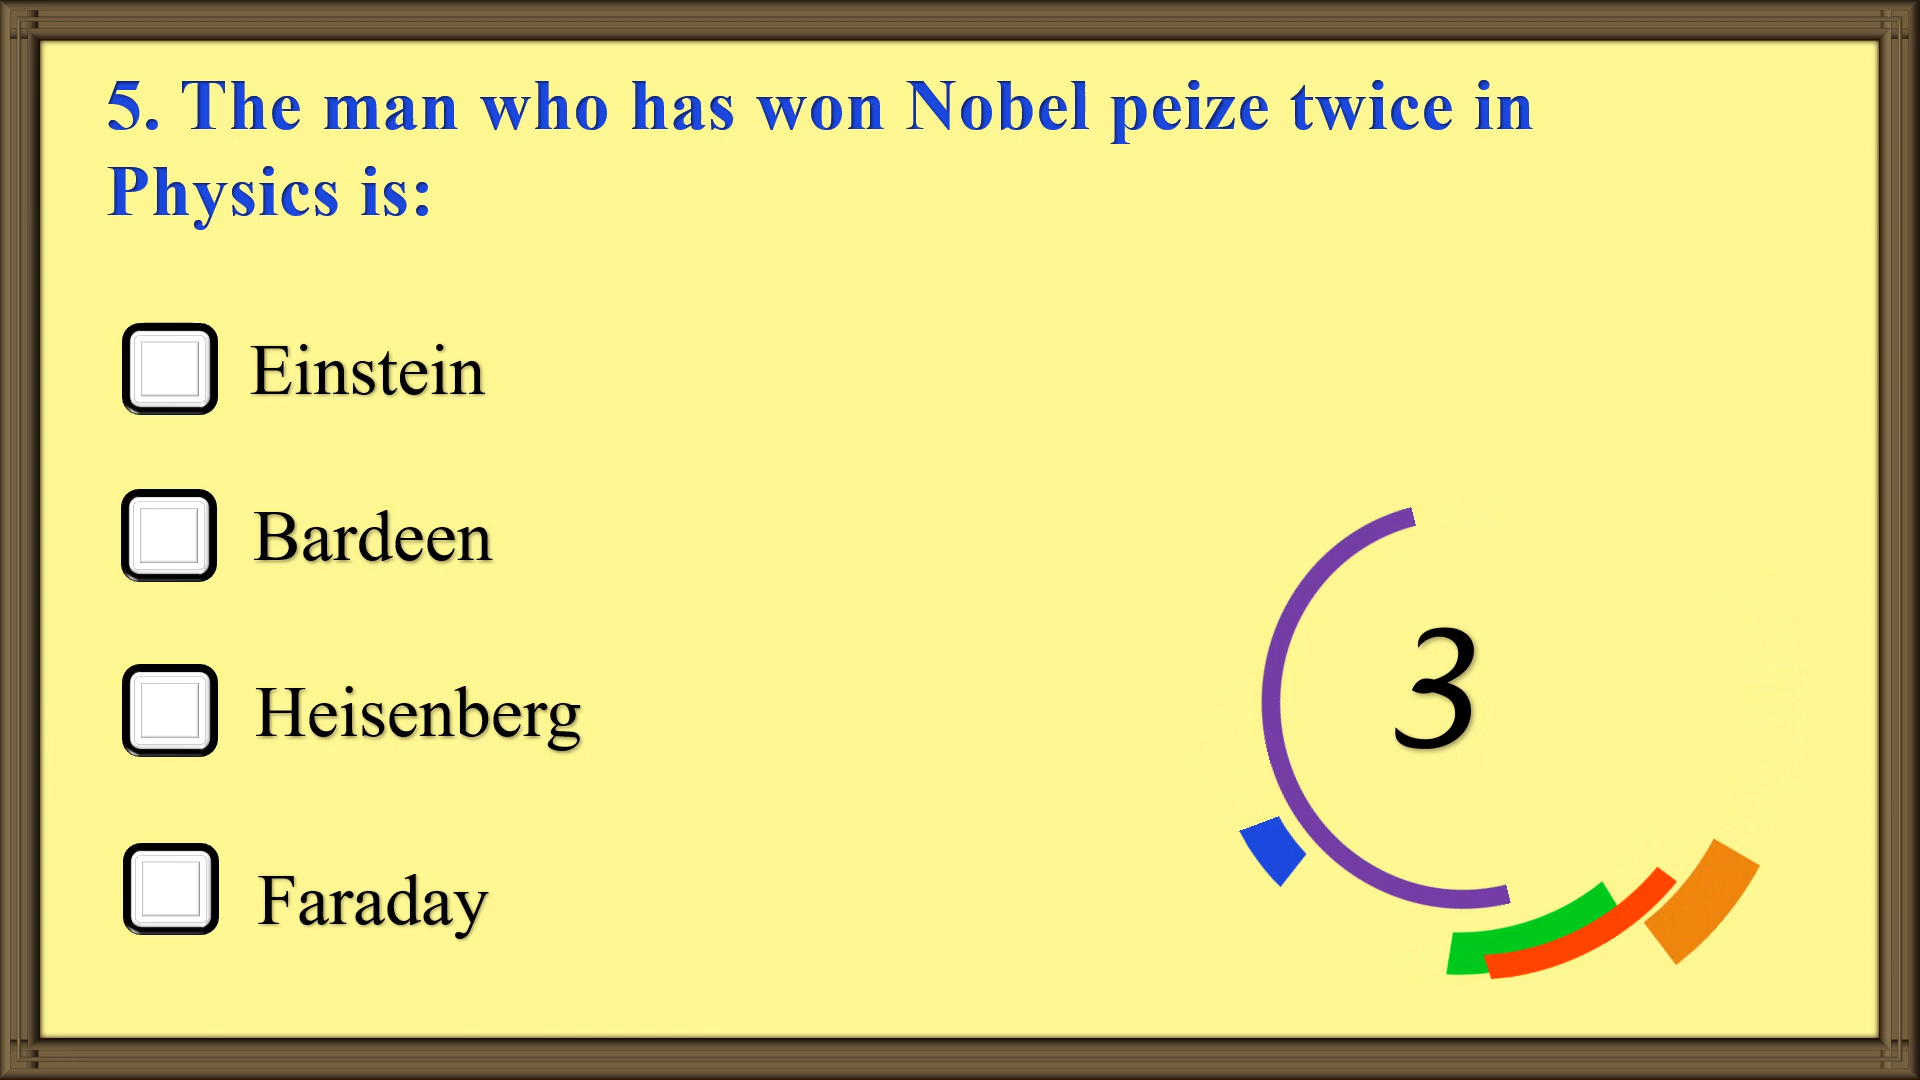 5. The man who has won Nobel peize twice in
Physics is:
Einstein
Bardeen
Heisenberg
Faraday
3